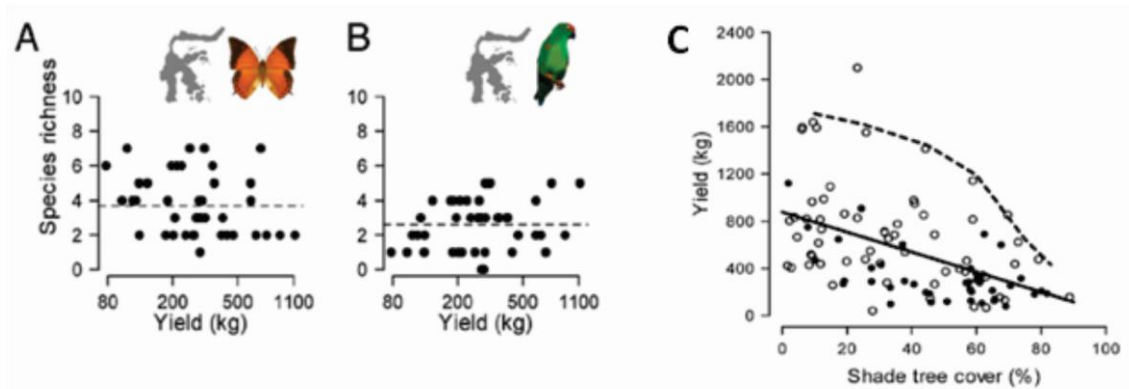 A
Species richness
10
8
6
4
2
0
80 200 500 1100
Yield (kg)
B
10
8
6
4
2
0
80 200 500 1100
Yield (kg)
C
Yield (kg)
2400
2000
1600
1200
800
400
0
0 20 40 60 80 100
Shade tree cover (%)